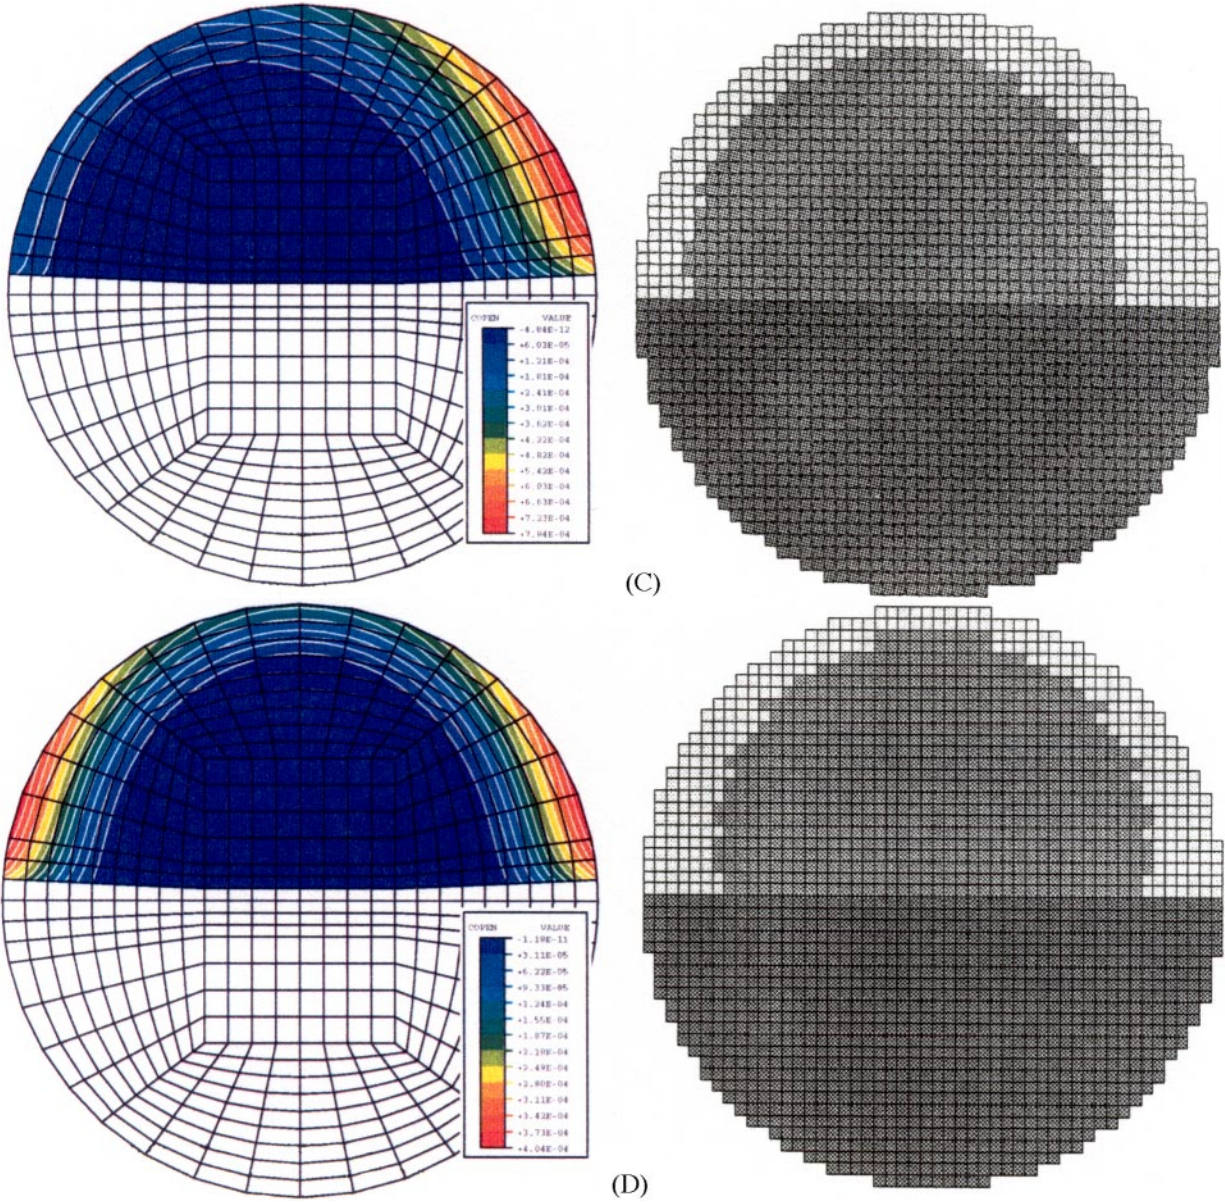 COPEN VALUE
-4.84E-12
+6.03E-05
+1.21E-04
+1.81E-04
+2.41E-04
+3.01E-04
+3.62E-04
+4.22E-04
+4.82E-04
+5.42E-04
+6.03E-04
+6.63E-04
+7.23E-04
+7.84E-04
(C)
COPEN VALUE
-1.18E-11
+3.11E-05
+6.22E-05
+9.33E-05
+1.24E-04
+1.55E-04
+1.87E-04
+2.18E-04
+2.49E-04
+2.80E-04
+3.11E-04
+3.42E-04
+3.73E-04
+4.04E-04
(D)